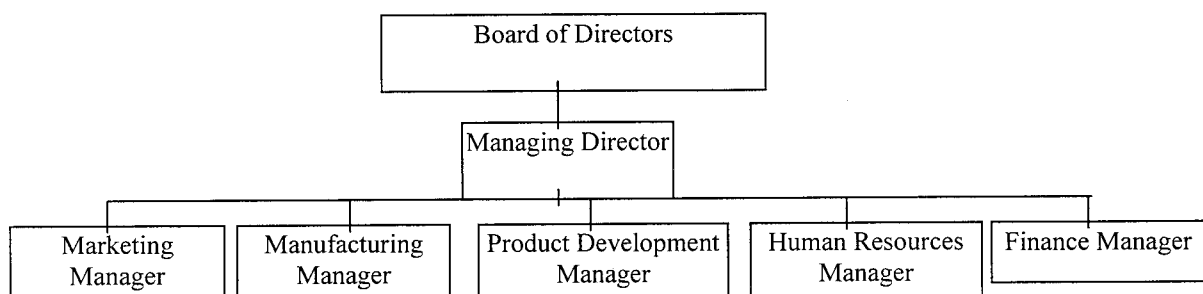 Board of Directors
Managing Director
Marketing
Manager
Manufacturing
Manager
Product Development
Manager
Human Resources
Manager
Finance Manager